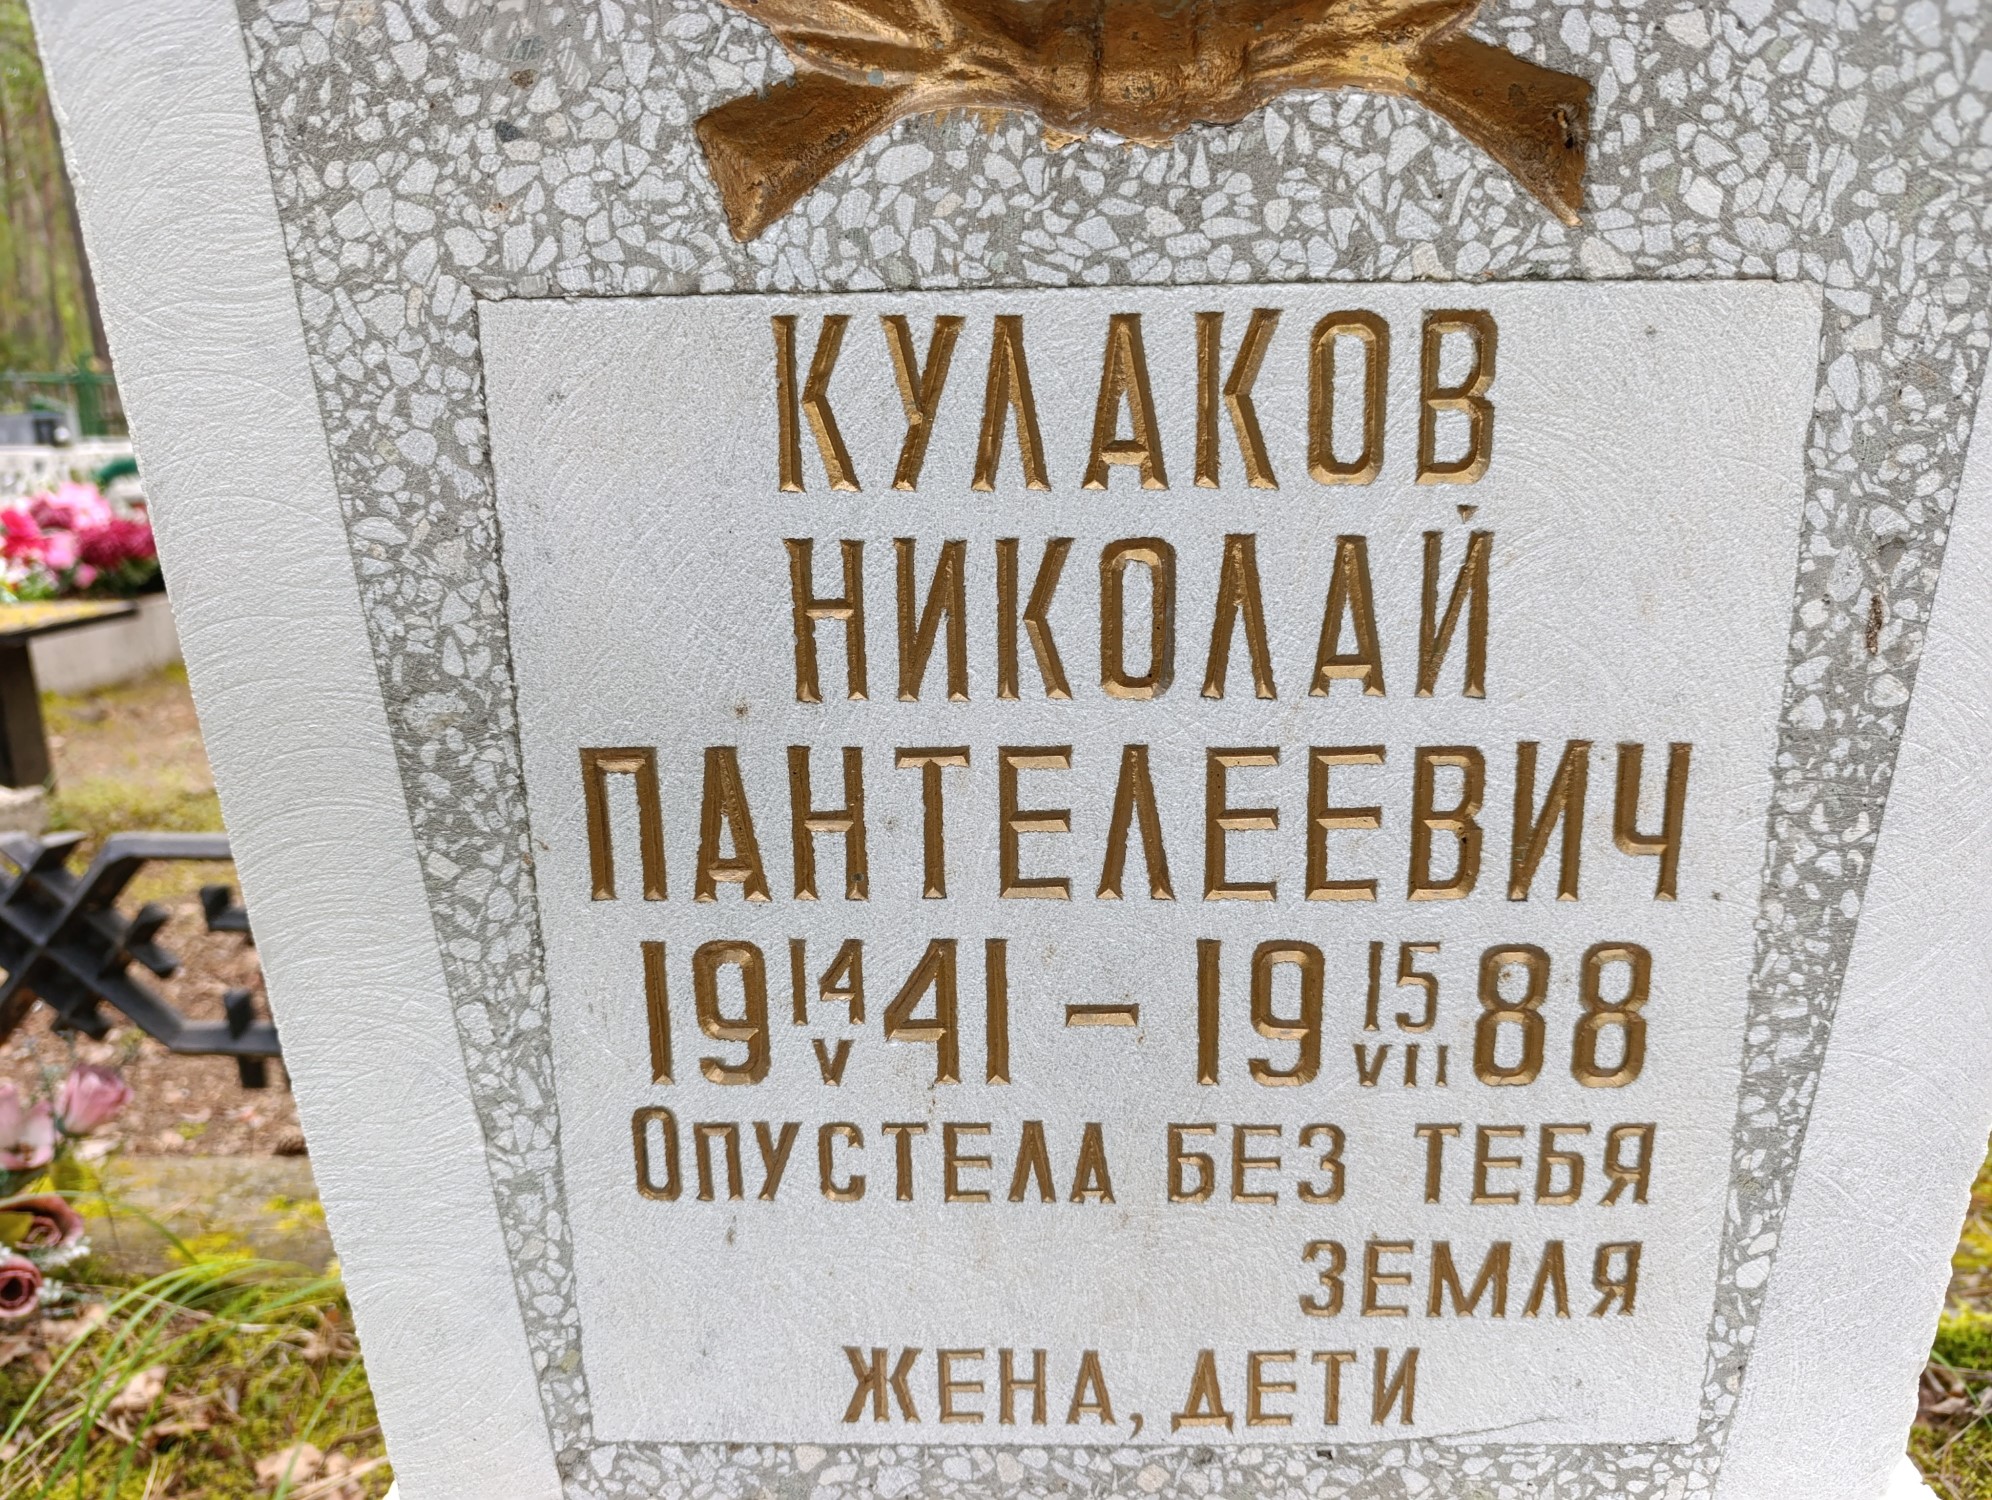 КУЛАКОВ
НИКОЛАЙ
ПАНТЕЛЕЕВИЧ
19 14/V 41 – 19 15/VII 88
ОПУСТЕЛА БЕЗ ТЕБЯ
ЗЕМЛЯ
ЖЕНА, ДЕТИ